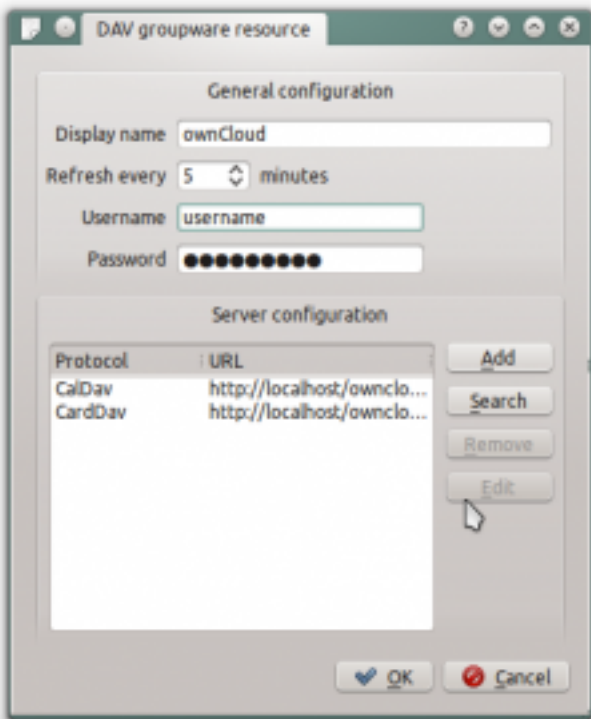 DAV groupware resource
General configuration
Display name ownCloud
Refresh every 5 minutes
Username username
Password ●●●●●●●●●
Server configuration
Protocol URL
CalDav http://localhost/ownclo...
CardDav http://localhost/ownclo...
Add
Search
Remove
Edit
OK Cancel